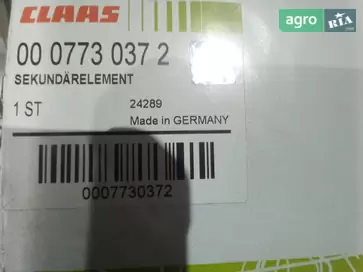 CLAAS
agro RIA
.com
00 0773 037 2
SEKUNDÄRELEMENT
1 ST
24289
Made in GERMANY
0007730372